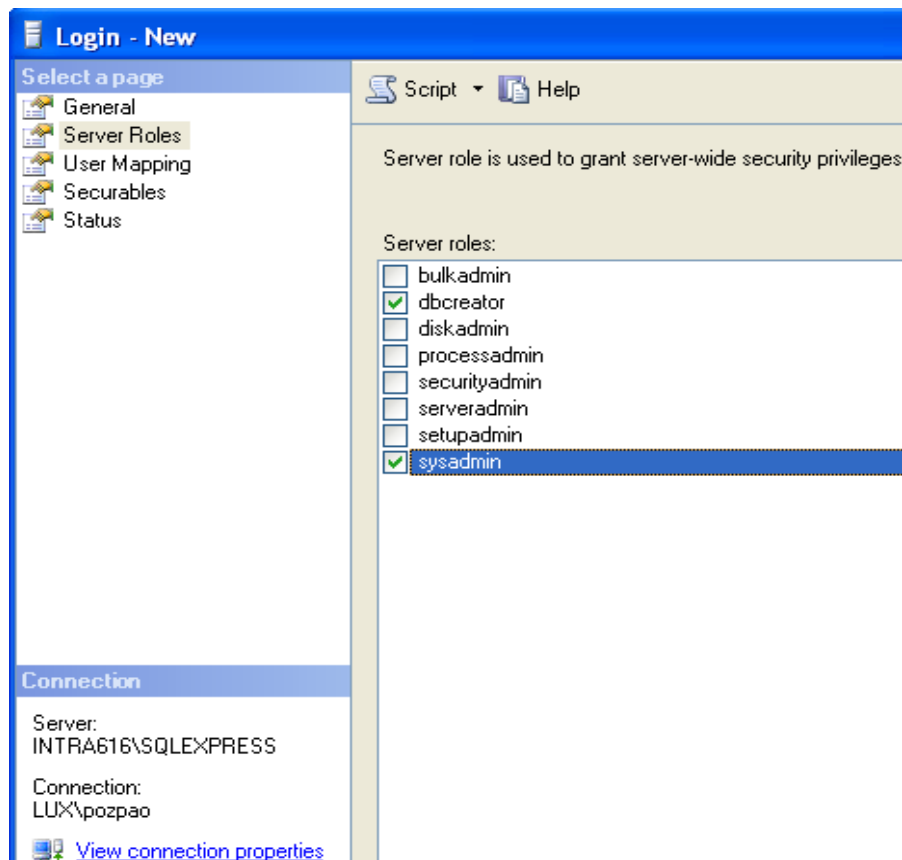 Login - New
Select a page
General
Server Roles
User Mapping
Securables
Status
Script
Help
Server role is used to grant server-wide security privileges
Server roles:
bulkadmin
dbcreator
diskadmin
processadmin
securityadmin
serveradmin
setupadmin
sysadmin
Connection
Server:
INTRA616\SQLEXPRESS
Connection:
LUX\pozpao
View connection properties